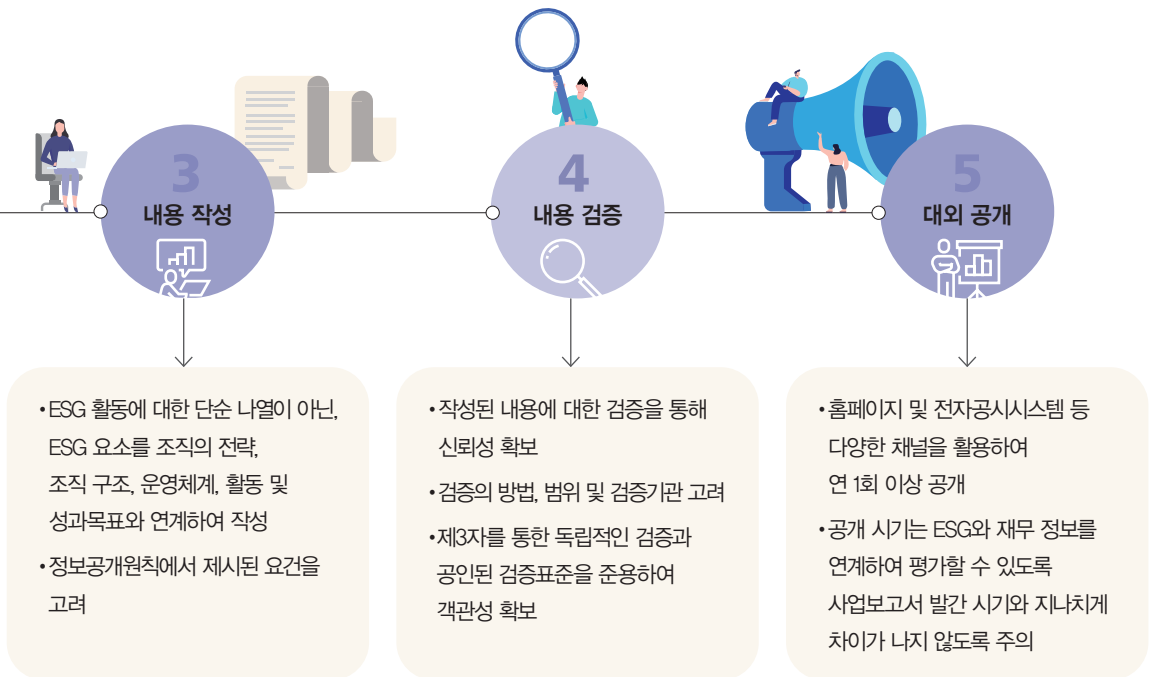 3
내용 작성
4
내용 검증
5
대외 공개
•ESG 활동에 대한 단순 나열이 아닌,
ESG 요소를 조직의 전략,
조직 구조, 운영체계, 활동 및
성과목표와 연계하여 작성
•정보공개원칙에서 제시된 요건을
고려
•작성된 내용에 대한 검증을 통해
신뢰성 확보
•검증의 방법, 범위 및 검증기관 고려
•제3자를 통한 독립적인 검증과
공인된 검증표준을 준용하여
객관성 확보
•홈페이지 및 전자공시시스템 등
다양한 채널을 활용하여
연 1회 이상 공개
•공개 시기는 ESG와 재무 정보를
연계하여 평가할 수 있도록
사업보고서 발간 시기와 지나치게
차이가 나지 않도록 주의